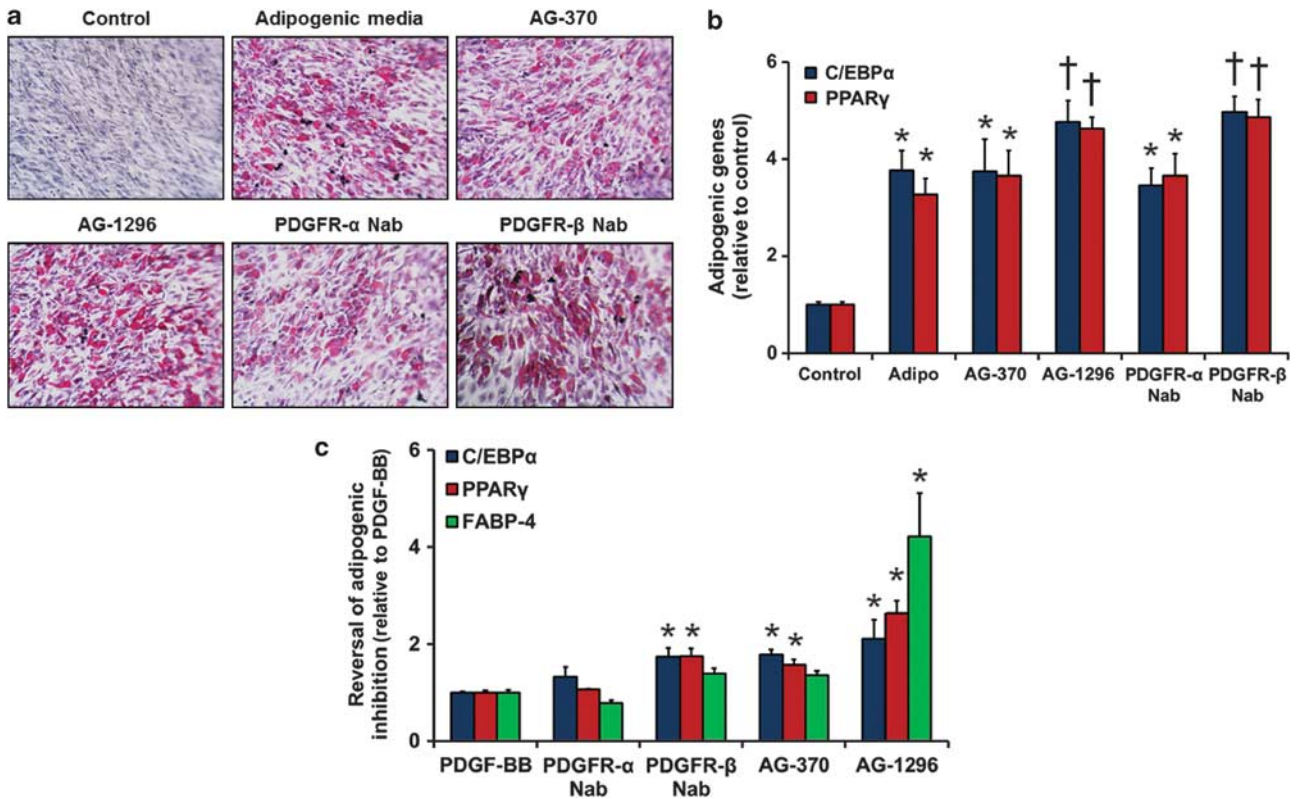 a
Control
Adipogenic media
AG-370
AG-1296
PDGFR-α Nab
PDGFR-β Nab
b
Adipogenic genes
(relative to control)
6
4
2
0
C/EBPα
PPARγ
* * * * † † * * † †
Control
Adipo
AG-370
AG-1296
PDGFR-α
Nab
PDGFR-β
Nab
c
Reversal of adipogenic
inhibition (relative to PDGF-BB)
6
4
2
0
C/EBPα
PPARγ
FABP-4
* * * * * * *
PDGF-BB
PDGFR-α
Nab
PDGFR-β
Nab
AG-370
AG-1296